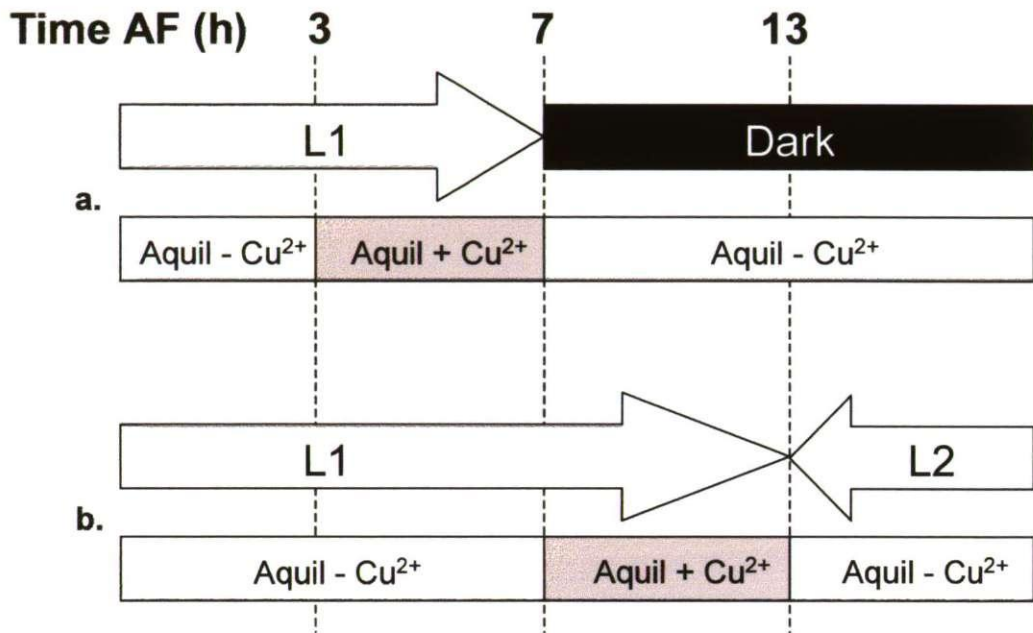 Time AF (h) 3 7 13
L1 Dark
a.
Aquil - Cu²⁺ Aquil + Cu²⁺ Aquil - Cu²⁺
L1 L2
b.
Aquil - Cu²⁺ Aquil + Cu²⁺ Aquil - Cu²⁺